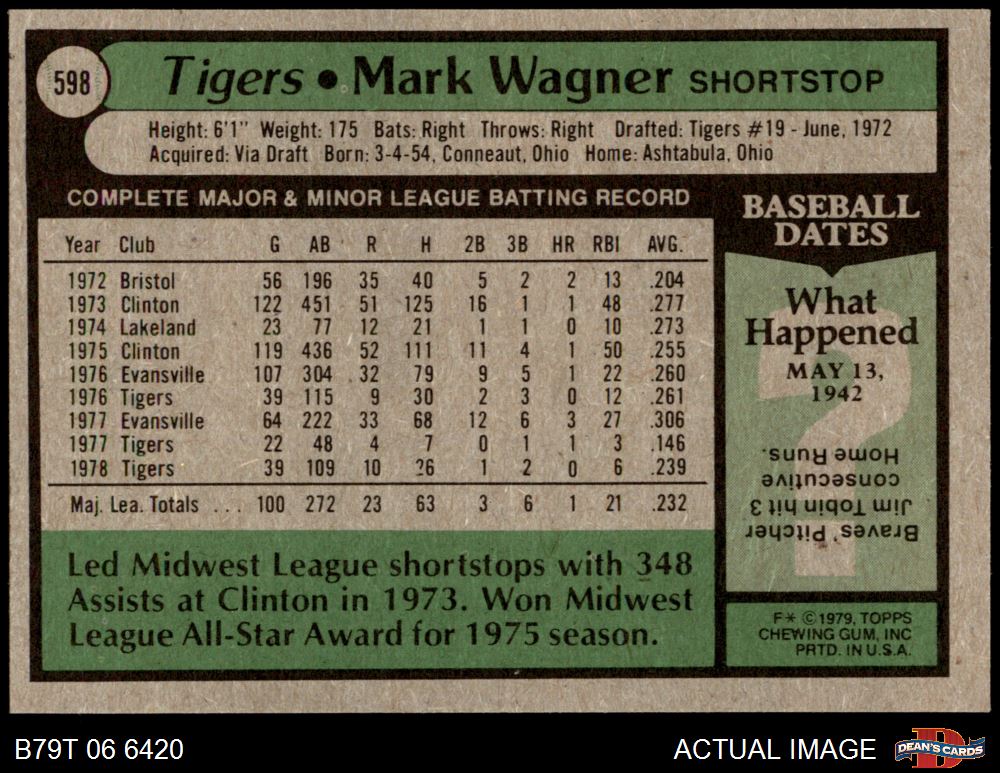 598
Tigers • Mark Wagner SHORTSTOP
Height: 6'1" Weight: 175 Bats: Right Throws: Right Drafted: Tigers #19 - June, 1972
Acquired: Via Draft Born: 3-4-54, Conneaut, Ohio Home: Ashtabula, Ohio
COMPLETE MAJOR & MINOR LEAGUE BATTING RECORD
Year Club G AB R H 2B 3B HR RBI AVG.
1972 Bristol 56 196 35 40 5 2 2 13 .204
1973 Clinton 122 451 51 125 16 1 1 48 .277
1974 Lakeland 23 77 12 21 1 1 0 10 .273
1975 Clinton 119 436 52 111 11 4 1 50 .255
1976 Evansville 107 304 32 79 9 5 1 22 .260
1976 Tigers 39 115 9 30 2 3 0 12 .261
1977 Evansville 64 222 33 68 12 6 3 27 .306
1977 Tigers 22 48 4 7 0 1 1 3 .146
1978 Tigers 39 109 10 26 1 2 0 6 .239
Maj. Lea. Totals ... 100 272 23 63 3 6 1 21 .232
Led Midwest League shortstops with 348
Assists at Clinton in 1973. Won Midwest
League All-Star Award for 1975 season.
BASEBALL
DATES
What
Happened
MAY 13,
1942
?
Braves' Pitcher
Jim Tobin hit 3
consecutive
Home Runs.
F* © 1979, TOPPS
CHEWING GUM, INC
PRTD. IN U.S.A.
B79T 06 6420
ACTUAL IMAGE
D
DEAN'S CARDS